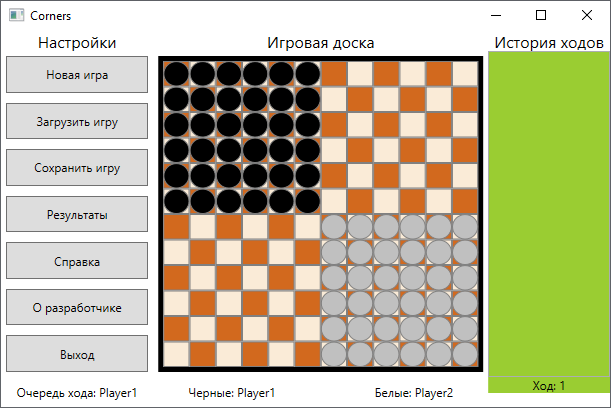 Corners
Настройки
Игровая доска
История ходов
Новая игра
Загрузить игру
Сохранить игру
Результаты
Справка
О разработчике
Выход
Ход: 1
Очередь хода: Player1
Черные: Player1
Белые: Player2